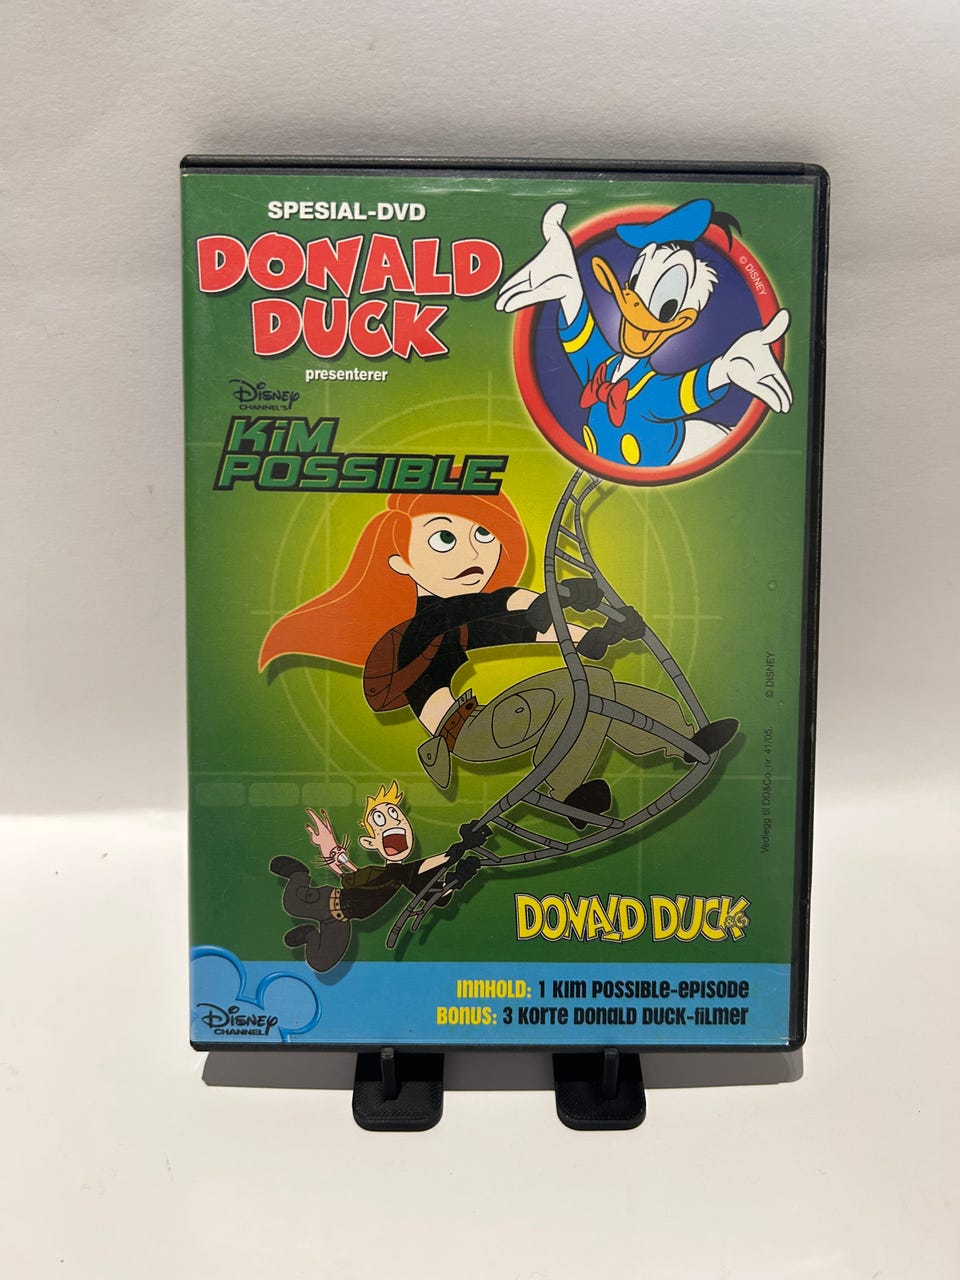 SPESIAL-DVD
DONALD
DUCK
presenterer
© DISNEY
DISNEY
CHANNEL'S
KiM
POSSIBLE
Vedlegg til DD&Co. nr. 41/05. © DISNEY
DONALD DUCK &Co
INNHOLD: 1 KIM POSSIBLE-EPISODE
BONUS: 3 KORTE DONALD DUCK-FILMER
DISNEY
CHANNEL